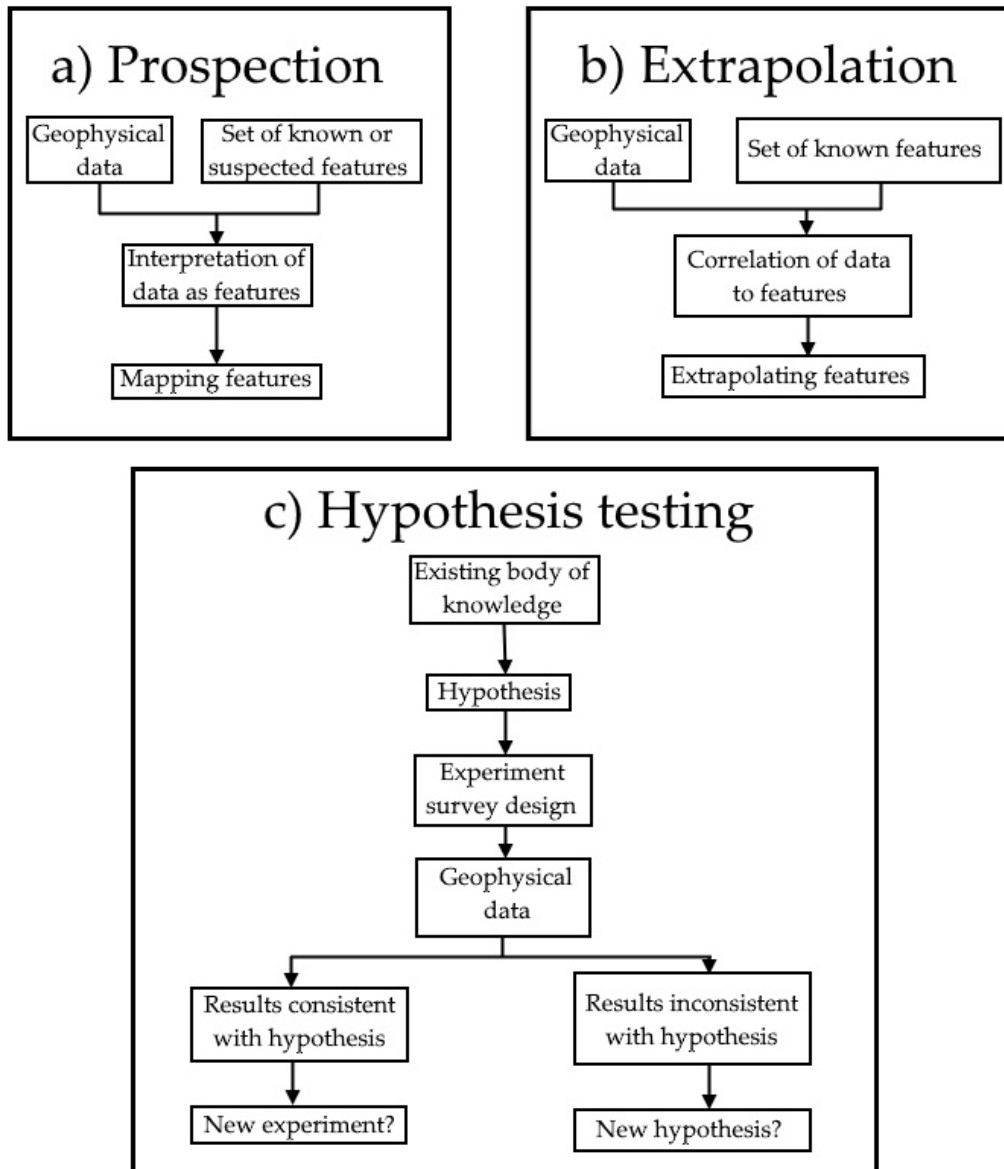 a) Prospection
Geophysical
data
Set of known or
suspected features
Interpretation of
data as features
Mapping features
b) Extrapolation
Geophysical
data
Set of known features
Correlation of data
to features
Extrapolating features
c) Hypothesis testing
Existing body of
knowledge
Hypothesis
Experiment
survey design
Geophysical
data
Results consistent
with hypothesis
New experiment?
Results inconsistent
with hypothesis
New hypothesis?